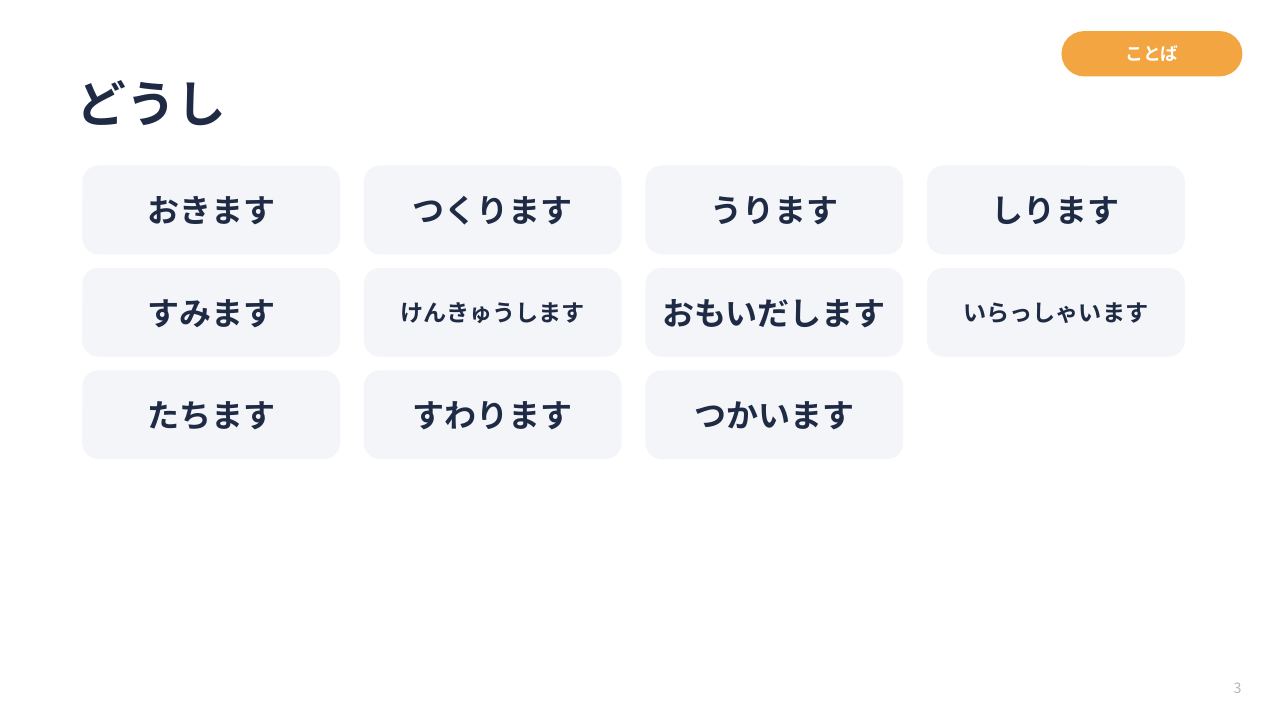 ことば
どうし
おきます
つくります
うります
しります
すみます
けんきゅうします
おもいだします
いらっしゃいます
たちます
すわります
つかいます
3